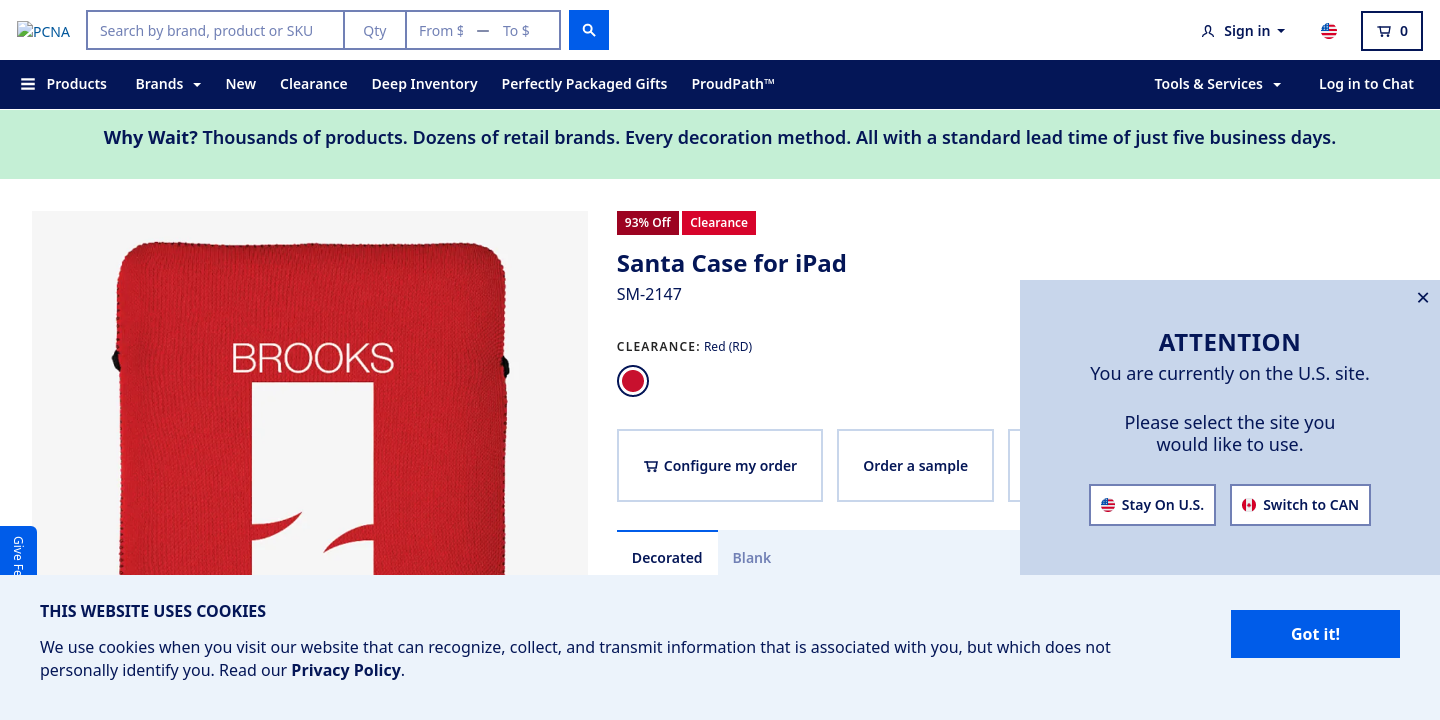 PCNA
Search by brand, product or SKU
Qty
From $ — To $
Sign in
0
Products
Brands
New
Clearance
Deep Inventory
Perfectly Packaged Gifts
ProudPath™
Tools & Services
Log in to Chat
Why Wait? Thousands of products. Dozens of retail brands. Every decoration method. All with a standard lead time of just five business days.
BROOKS
93% Off
Clearance
Santa Case for iPad
SM-2147
CLEARANCE: Red (RD)
Configure my order
Order a sample
Decorated
Blank
ATTENTION
You are currently on the U.S. site.
Please select the site you
would like to use.
Stay On U.S.
Switch to CAN
Give Fe
THIS WEBSITE USES COOKIES
We use cookies when you visit our website that can recognize, collect, and transmit information that is associated with you, but which does not
personally identify you. Read our Privacy Policy.
Got it!